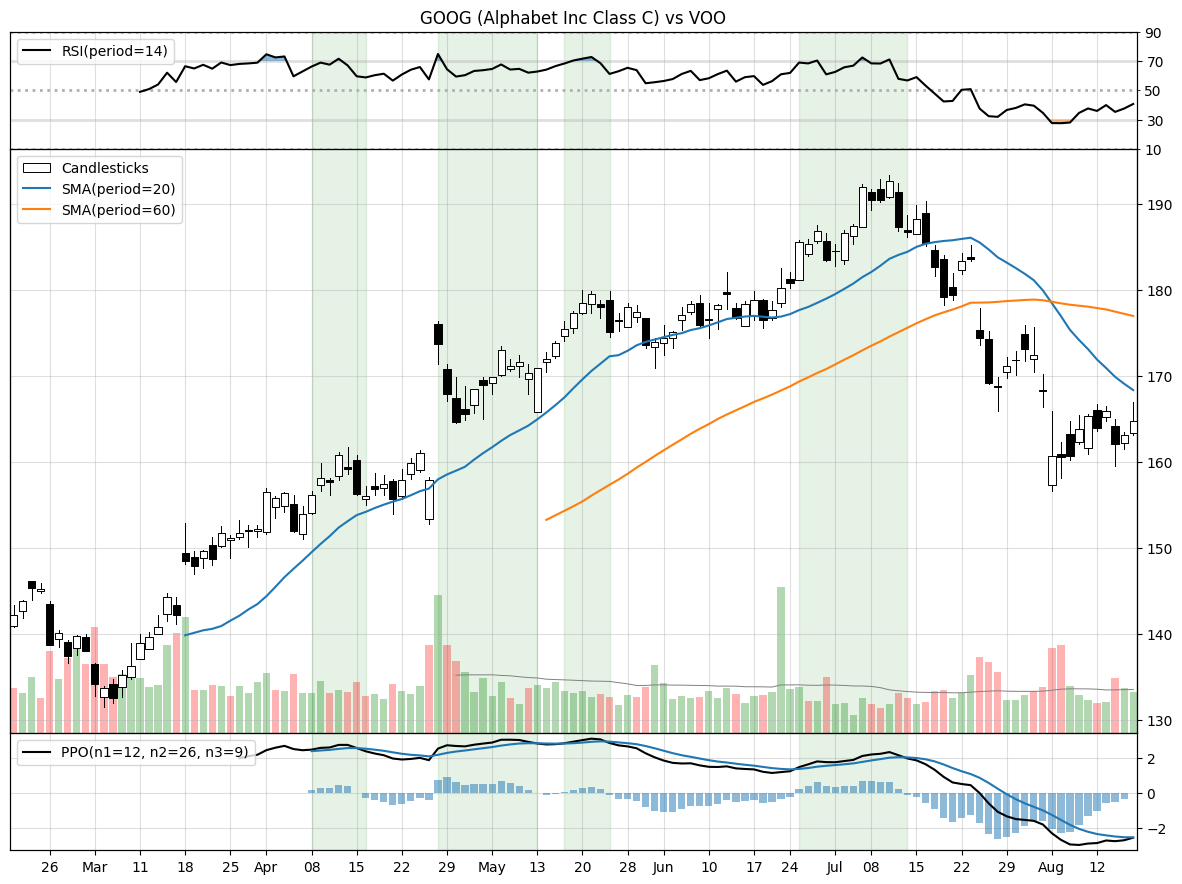 GOOG (Alphabet Inc Class C) vs VOO
RSI(period=14)
90
70
50
30
10
Candlesticks
SMA(period=20)
SMA(period=60)
190
180
170
160
150
140
130
PPO(n1=12, n2=26, n3=9)
2
0
−2
26 Mar 11 18 25 Apr 08 15 22 29 May 13 20 28 Jun 10 17 24 Jul 08 15 22 29 Aug 12